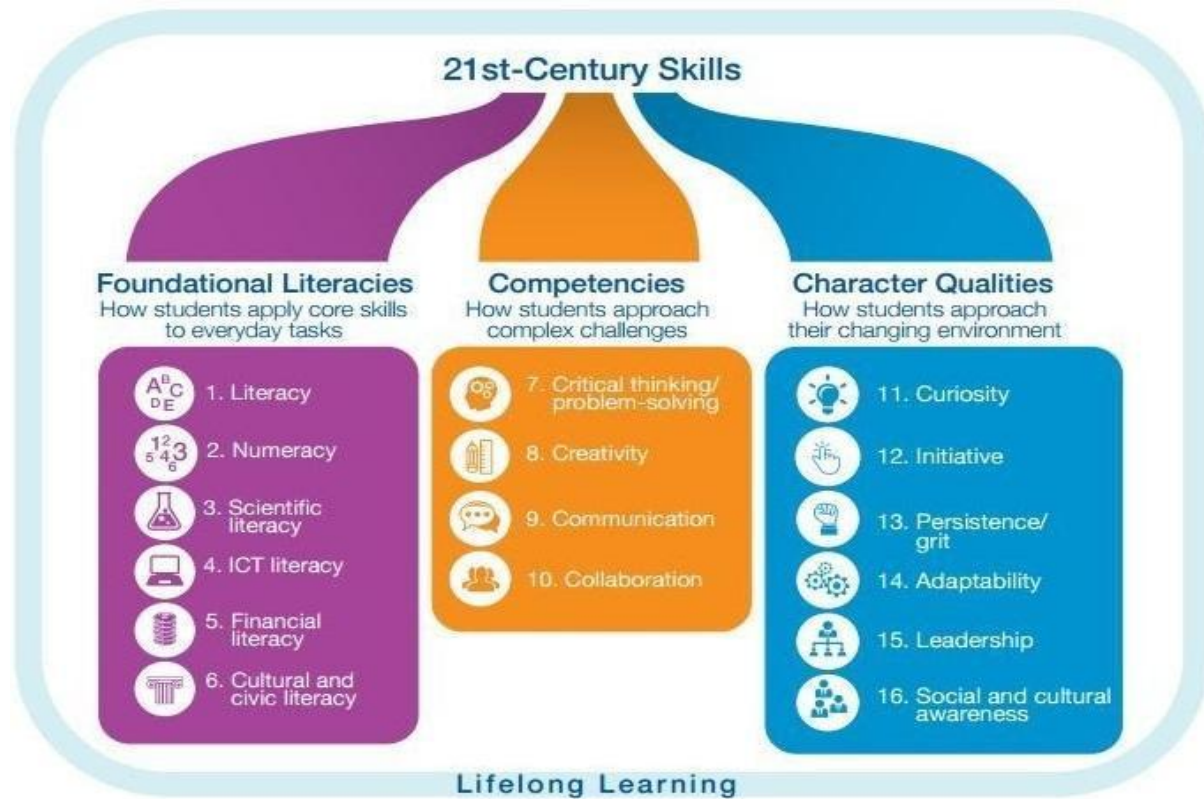 21st-Century Skills
Foundational Literacies
How students apply core skills
to everyday tasks
ABCDE
1. Literacy
123456
2. Numeracy
3. Scientific
literacy
4. ICT literacy
5. Financial
literacy
6. Cultural and
civic literacy
Competencies
How students approach
complex challenges
7. Critical thinking/
problem-solving
8. Creativity
9. Communication
10. Collaboration
Character Qualities
How students approach
their changing environment
11. Curiosity
12. Initiative
13. Persistence/
grit
14. Adaptability
15. Leadership
16. Social and cultural
awareness
Lifelong Learning